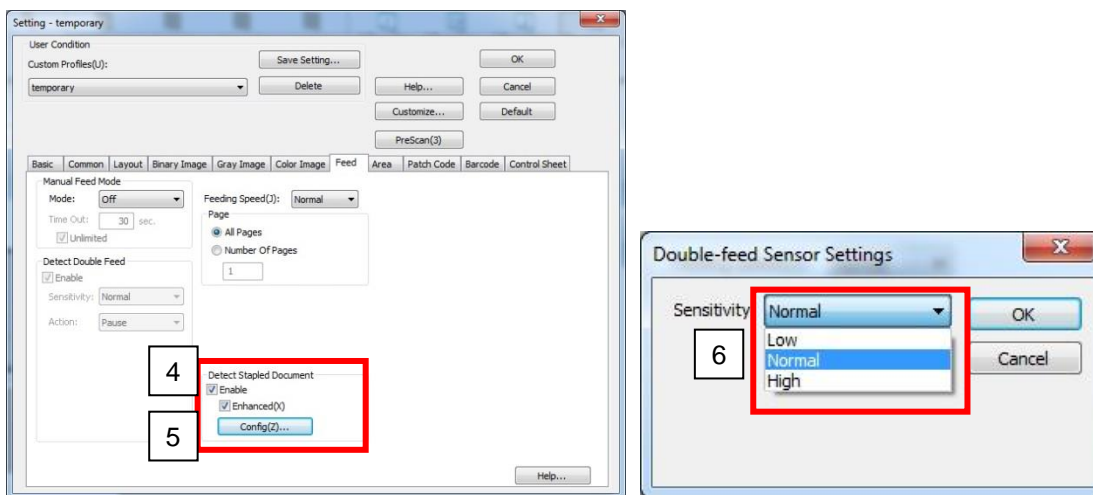 Setting - temporary
User Condition
Custom Profiles(U):
Save Setting...
OK
temporary
Delete
Help...
Cancel
Customize...
Default
PreScan(3)
Basic Common Layout Binary Image Gray Image Color Image Feed Area Patch Code Barcode Control Sheet
Manual Feed Mode
Mode: Off
Time Out: 30 sec.
Unlimited
Feeding Speed(J): Normal
Page
All Pages
Number Of Pages
1
Detect Double Feed
Enable
Sensitivity: Normal
Action: Pause
4
Detect Stapled Document
Enable
Enhanced(X)
5
Config(Z)...
Help...
Double-feed Sensor Settings
Sensitivity Normal
OK
6
Low
Normal
High
Cancel